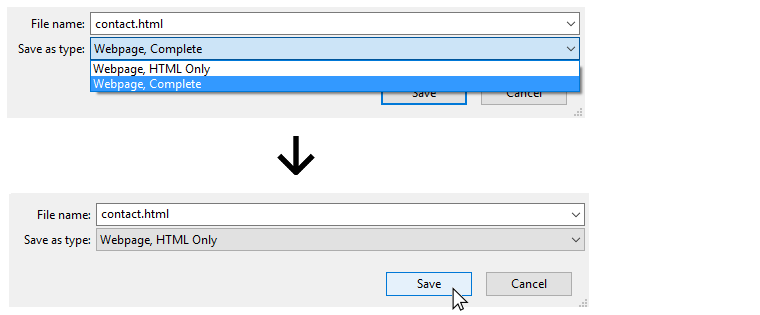 File name: contact.html
Save as type: Webpage, Complete
Webpage, HTML Only
Webpage, Complete
Save Cancel
File name: contact.html
Save as type: Webpage, HTML Only
Save Cancel